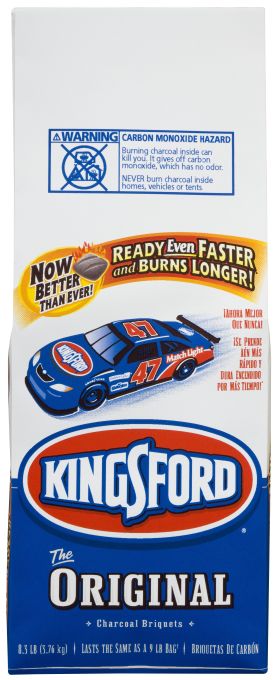 WARNING CARBON MONOXIDE HAZARD
Burning charcoal inside can
kill you. It gives off carbon
monoxide, which has no odor.
NEVER burn charcoal inside
homes, vehicles or tents.
NOW
BETTER
THAN EVER!
READY Even FASTER
and BURNS LONGER!
¡AHORA MEJOR
QUE NUNCA!
¡SE PRENDE
AÚN MÁS
RÁPIDO Y
DURA ENCENDIDO
POR MÁS TIEMPO!
47
KINGSFORD
47
Match Light
KINGSFORD®
The
ORIGINAL
Charcoal Briquets
8.3 LB (3.76 kg) | LASTS THE SAME AS A 9 LB BAG† | BRIQUETAS DE CARBÓN